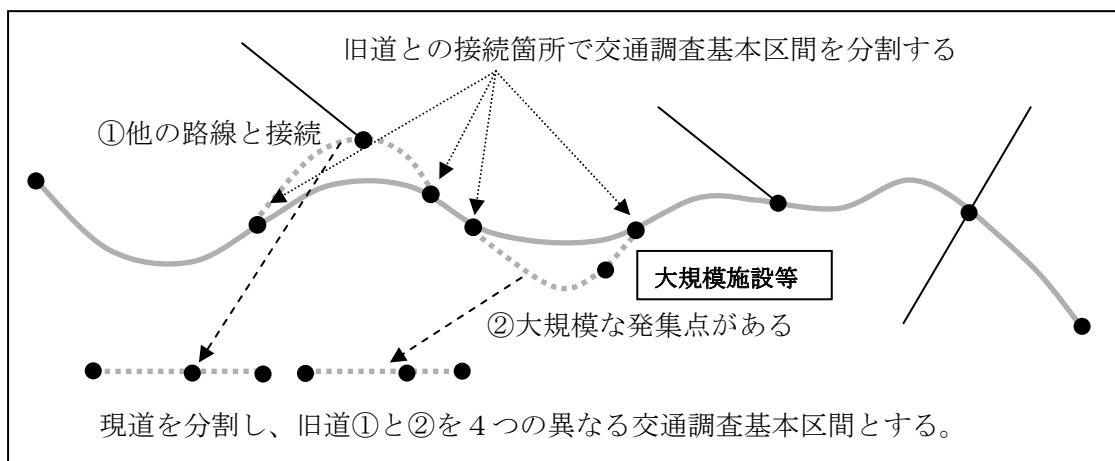 旧道との接続箇所で交通調査基本区間を分割する
①他の路線と接続
大規模施設等
②大規模な発集点がある
現道を分割し、旧道①と②を４つの異なる交通調査基本区間とする。